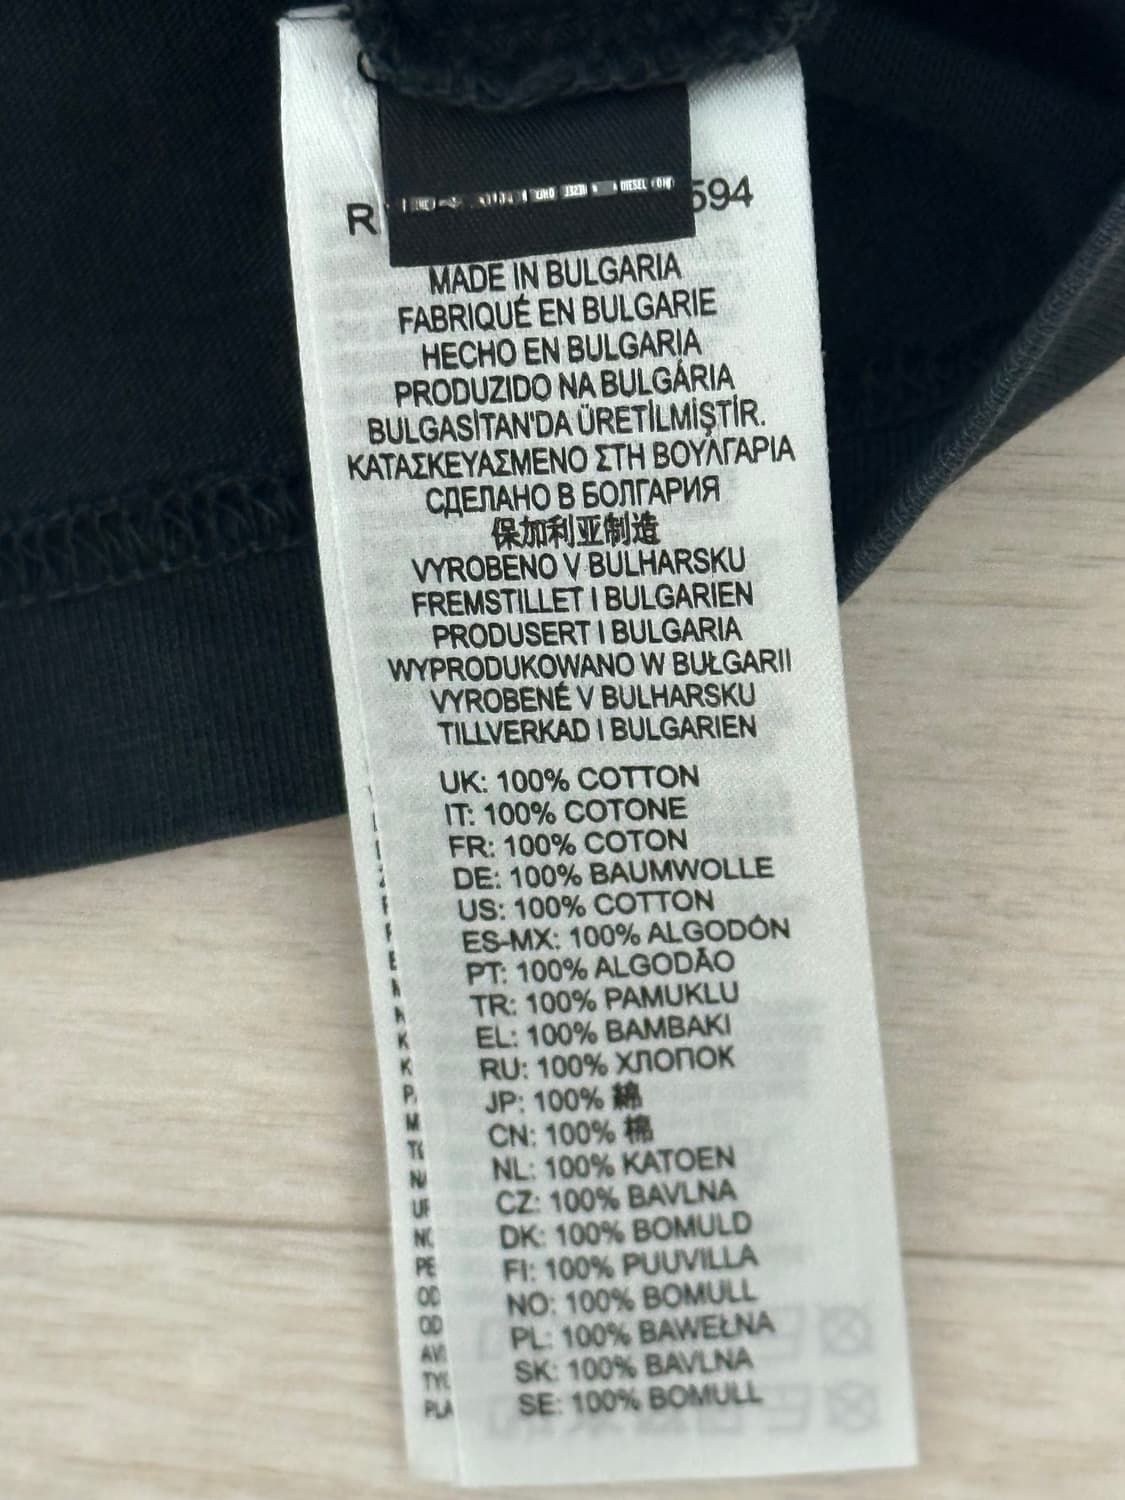 R
594
DIESEL
MADE IN BULGARIA
FABRIQUÉ EN BULGARIE
HECHO EN BULGARIA
PRODUZIDO NA BULGÁRIA
BULGASİTAN'DA ÜRETİLMİŞTİR.
ΚΑΤΑΣΚΕΥΑΣΜΕΝΟ ΣΤΗ ΒΟΥΛΓΑΡΙΑ
СДЕЛАНО В БОЛГАРИЯ
保加利亚制造
VYROBENO V BULHARSKU
FREMSTILLET I BULGARIEN
PRODUSERT I BULGARIA
WYPRODUKOWANO W BUŁGARII
VYROBENÉ V BULHARSKU
TILLVERKAD I BULGARIEN
UK: 100% COTTON
IT: 100% COTONE
FR: 100% COTON
DE: 100% BAUMWOLLE
US: 100% COTTON
ES-MX: 100% ALGODÓN
PT: 100% ALGODÃO
TR: 100% PAMUKLU
EL: 100% BAMBAKI
RU: 100% ХЛОПОК
JP: 100% 綿
CN: 100% 棉
NL: 100% KATOEN
CZ: 100% BAVLNA
DK: 100% BOMULD
FI: 100% PUUVILLA
NO: 100% BOMULL
PL: 100% BAWEŁNA
SK: 100% BAVLNA
SE: 100% BOMULL